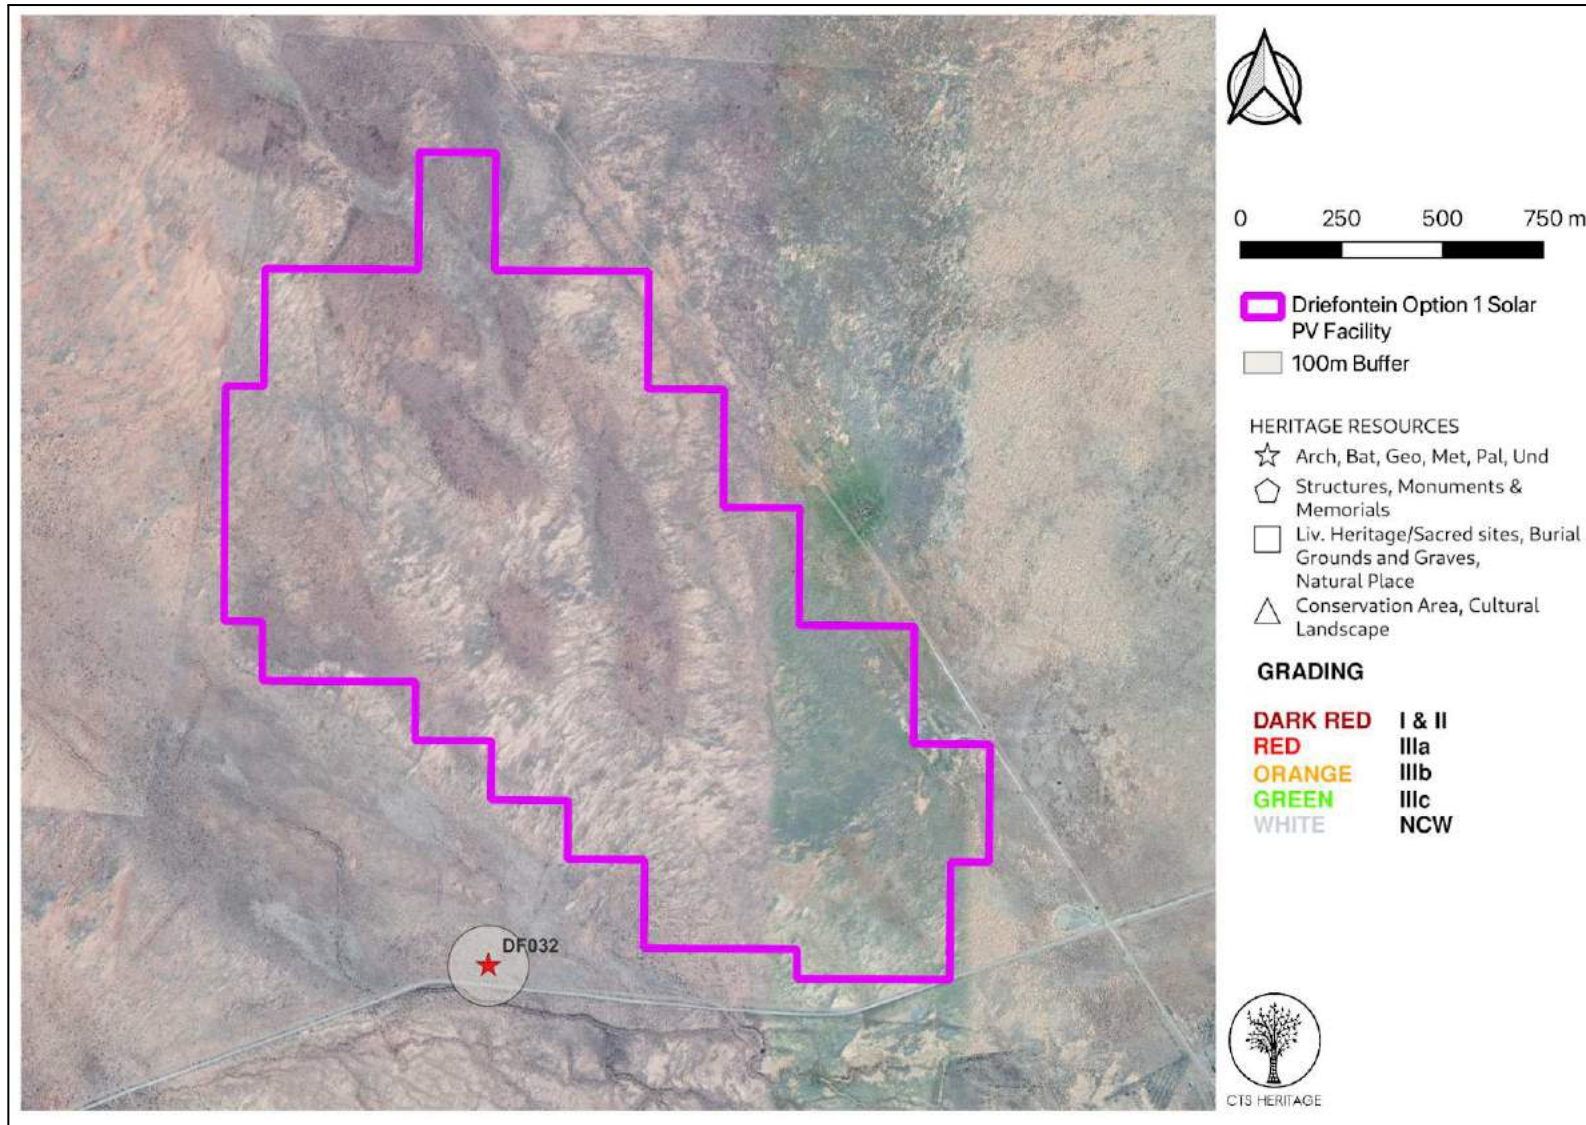 0 250 500 750 m
Driefontein Option 1 Solar
PV Facility
100m Buffer
HERITAGE RESOURCES
Arch, Bat, Geo, Met, Pal, Und
Structures, Monuments &
Memorials
Liv. Heritage/Sacred sites, Burial
Grounds and Graves,
Natural Place
Conservation Area, Cultural
Landscape
GRADING
DARK RED I & II
RED IIIa
ORANGE IIIb
GREEN IIIc
WHITE NCW
DF032
CTS HERITAGE